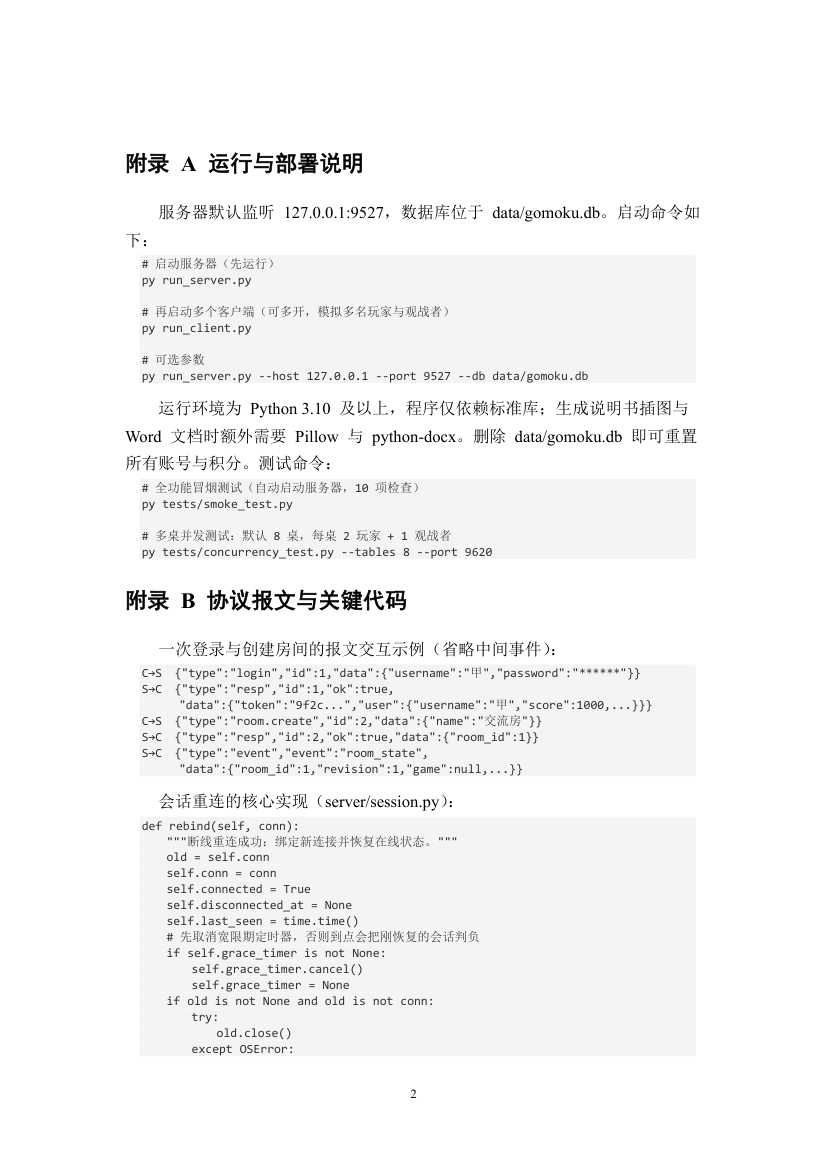 附录 A 运行与部署说明
服务器默认监听 127.0.0.1:9527，数据库位于 data/gomoku.db。启动命令如
下：
# 启动服务器（先运行）
py run_server.py
# 再启动多个客户端（可多开，模拟多名玩家与观战者）
py run_client.py
# 可选参数
py run_server.py --host 127.0.0.1 --port 9527 --db data/gomoku.db
运行环境为 Python 3.10 及以上，程序仅依赖标准库；生成说明书插图与
Word 文档时额外需要 Pillow 与 python-docx。删除 data/gomoku.db 即可重置
所有账号与积分。测试命令：
# 全功能冒烟测试（自动启动服务器，10 项检查）
py tests/smoke_test.py
# 多桌并发测试：默认 8 桌，每桌 2 玩家 + 1 观战者
py tests/concurrency_test.py --tables 8 --port 9620
附录 B 协议报文与关键代码
一次登录与创建房间的报文交互示例（省略中间事件）：
C→S {"type":"login","id":1,"data":{"username":"甲","password":"******"}}
S→C {"type":"resp","id":1,"ok":true,
"data":{"token":"9f2c...","user":{"username":"甲","score":1000,...}}}
C→S {"type":"room.create","id":2,"data":{"name":"交流房"}}
S→C {"type":"resp","id":2,"ok":true,"data":{"room_id":1}}
S→C {"type":"event","event":"room_state",
"data":{"room_id":1,"revision":1,"game":null,...}}
会话重连的核心实现（server/session.py）：
def rebind(self, conn):
"""断线重连成功：绑定新连接并恢复在线状态。"""
old = self.conn
self.conn = conn
self.connected = True
self.disconnected_at = None
self.last_seen = time.time()
# 先取消宽限期定时器，否则到点会把刚恢复的会话判负
if self.grace_timer is not None:
self.grace_timer.cancel()
self.grace_timer = None
if old is not None and old is not conn:
try:
old.close()
except OSError:
2